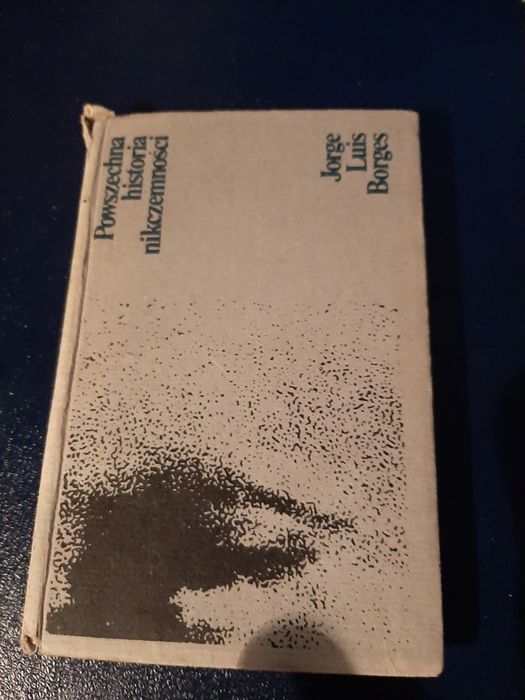 Powszechna
historia
nikczemności
Jorge
Luis
Borges